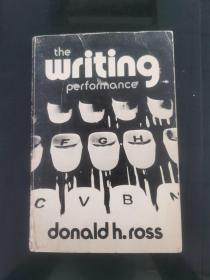 the
writing
performance
F G H
C V B N
donald h. ross